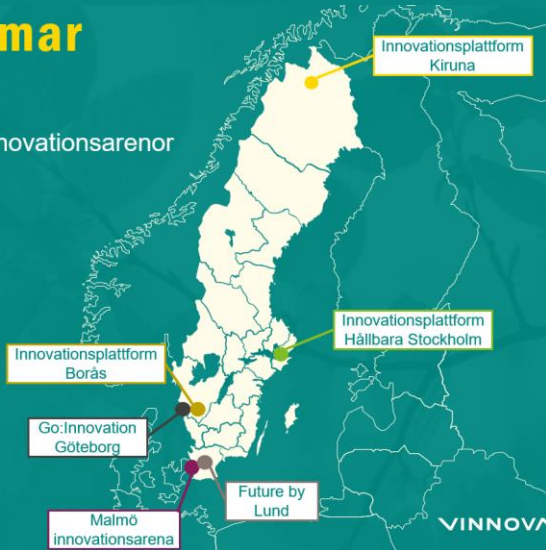 mar
novationsarenor
Innovationsplattform
Kiruna
Innovationsplattform
Hållbara Stockholm
Innovationsplattform
Borås
Go:Innovation
Göteborg
Future by
Lund
Malmö
innovationsarena
VINNOVA